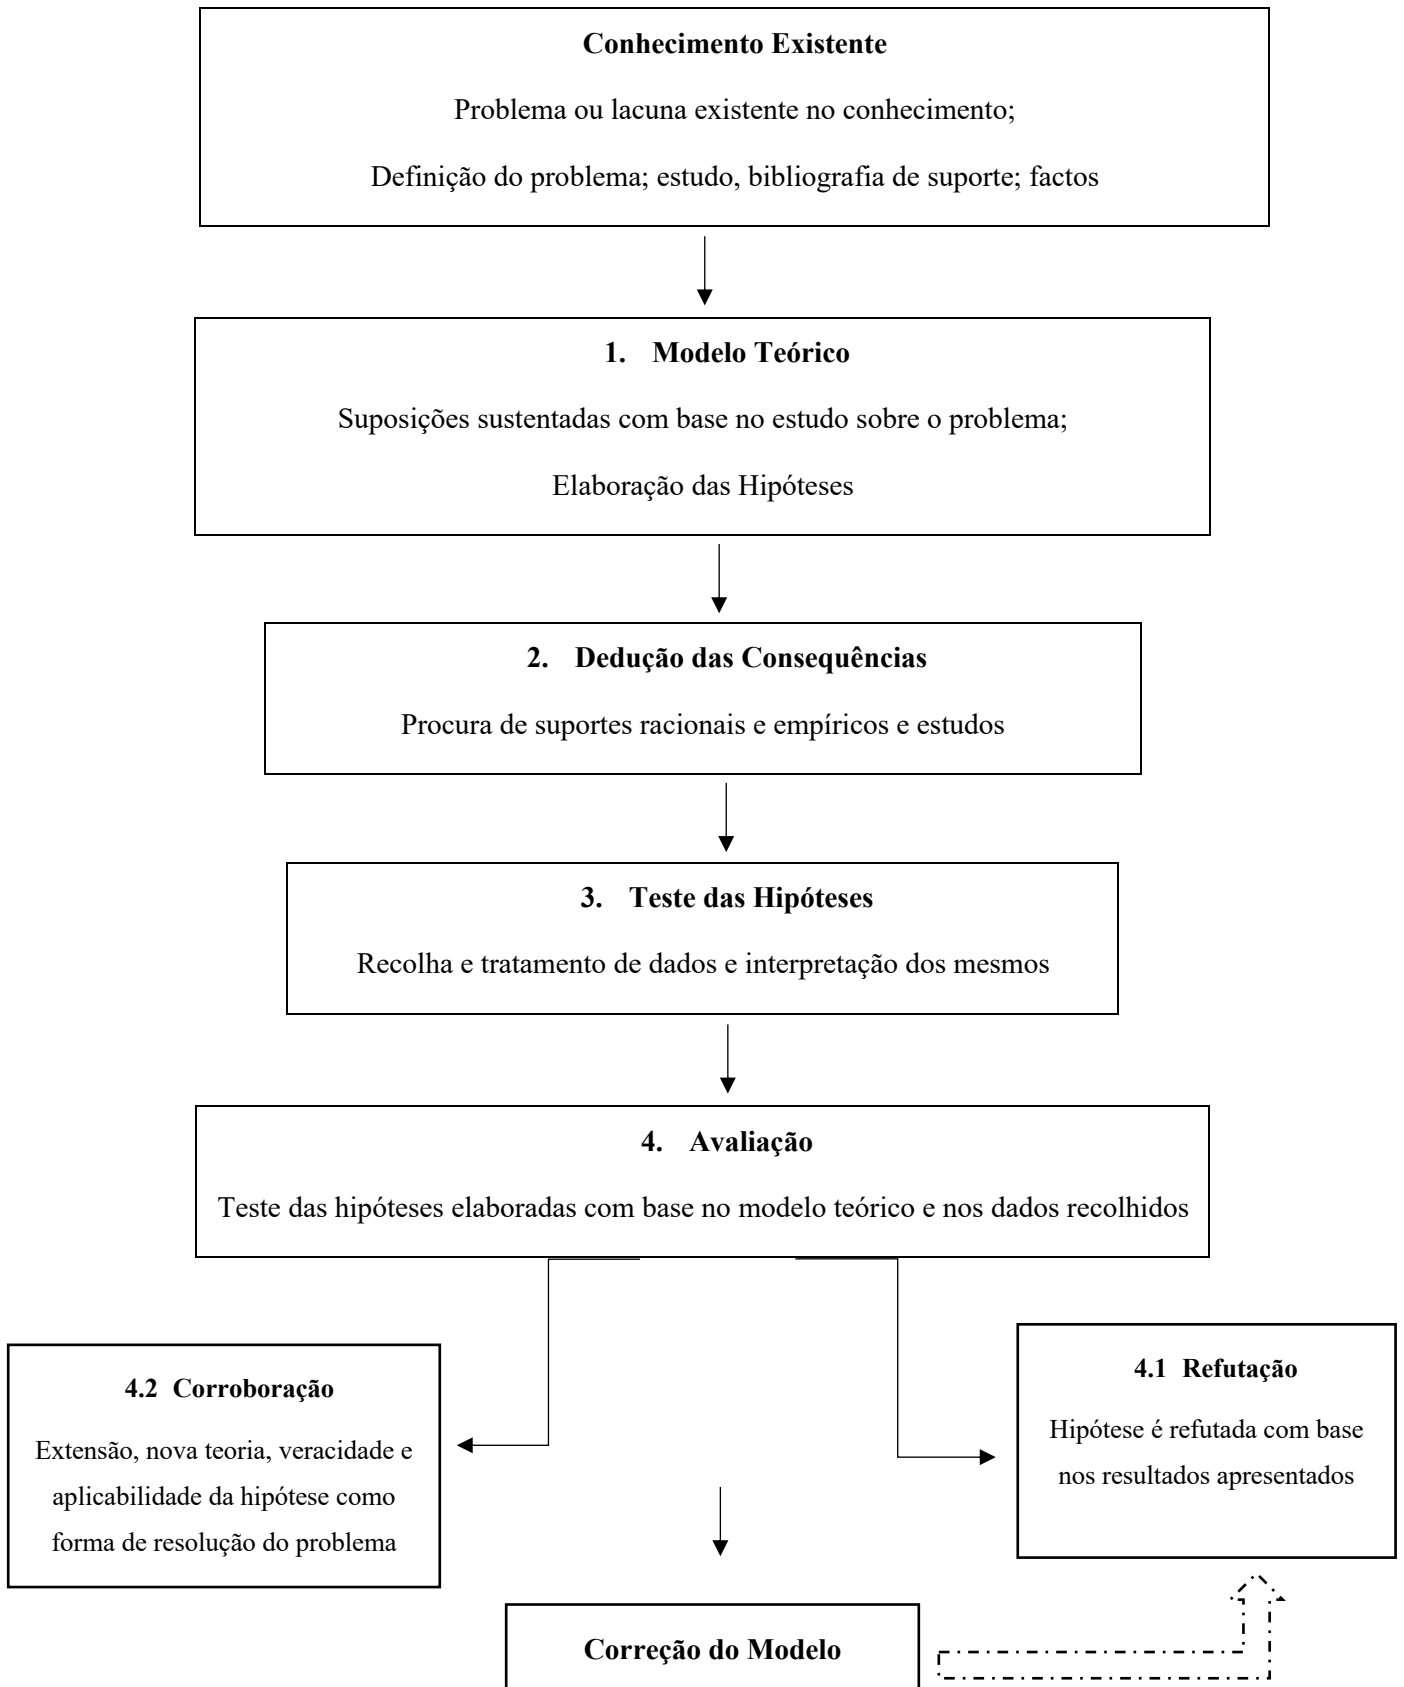 Conhecimento Existente
Problema ou lacuna existente no conhecimento;
Definição do problema; estudo, bibliografia de suporte; factos
1. Modelo Teórico
Suposições sustentadas com base no estudo sobre o problema;
Elaboração das Hipóteses
2. Dedução das Consequências
Procura de suportes racionais e empíricos e estudos
3. Teste das Hipóteses
Recolha e tratamento de dados e interpretação dos mesmos
4. Avaliação
Teste das hipóteses elaboradas com base no modelo teórico e nos dados recolhidos
4.2 Corroboração
Extensão, nova teoria, veracidade e
aplicabilidade da hipótese como
forma de resolução do problema
4.1 Refutação
Hipótese é refutada com base
nos resultados apresentados
Correção do Modelo